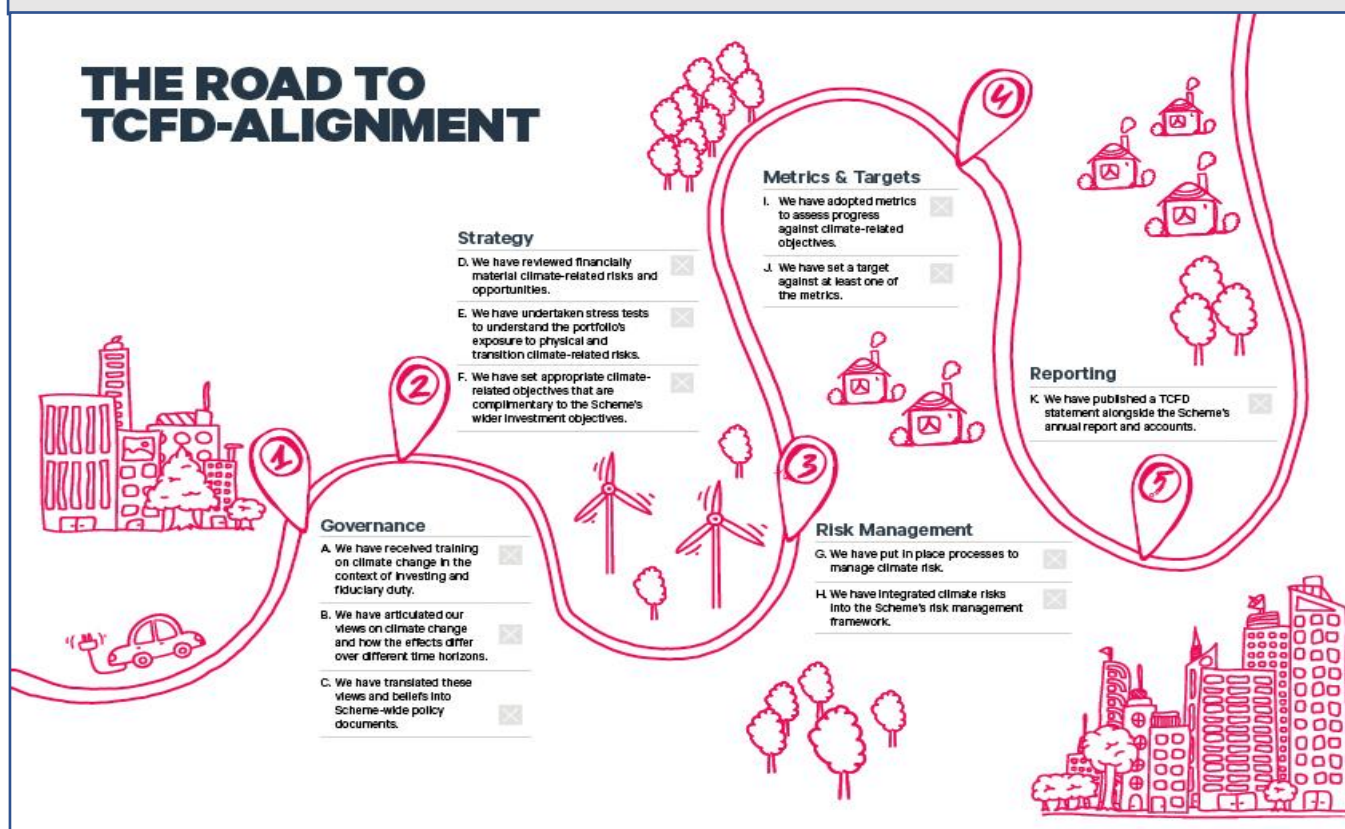 THE ROAD TO
TCFD-ALIGNMENT
1
Governance
A. We have received training
on climate change in the
context of investing and
fiduciary duty.
B. We have articulated our
views on climate change
and how the effects differ
over different time horizons.
C. We have translated these
views and beliefs into
Scheme-wide policy
documents.
2
Strategy
D. We have reviewed financially
material climate-related risks and
opportunities.
E. We have undertaken stress tests
to understand the portfolio's
exposure to physical and
transition climate-related risks.
F. We have set appropriate climate-
related objectives that are
complimentary to the Scheme's
wider investment objectives.
3
Risk Management
G. We have put in place processes to
manage climate risk.
H. We have integrated climate risks
into the Scheme's risk management
framework.
4
Metrics & Targets
I. We have adopted metrics
to assess progress
against climate-related
objectives.
J. We have set a target
against at least one of
the metrics.
5
Reporting
K. We have published a TCFD
statement alongside the Scheme's
annual report and accounts.